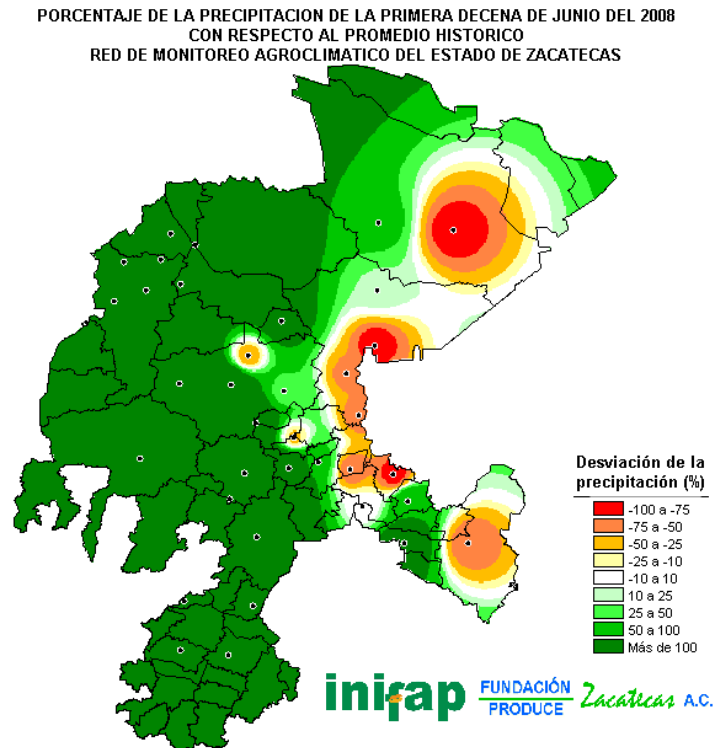 PORCENTAJE DE LA PRECIPITACION DE LA PRIMERA DECENA DE JUNIO DEL 2008
CON RESPECTO AL PROMEDIO HISTORICO
RED DE MONITOREO AGROCLIMATICO DEL ESTADO DE ZACATECAS
Desviación de la
precipitación (%)
-100 a -75
-75 a -50
-50 a -25
-25 a -10
-10 a 10
10 a 25
25 a 50
50 a 100
Más de 100
inifap
FUNDACIÓN
PRODUCE
Zacatecas A.C.